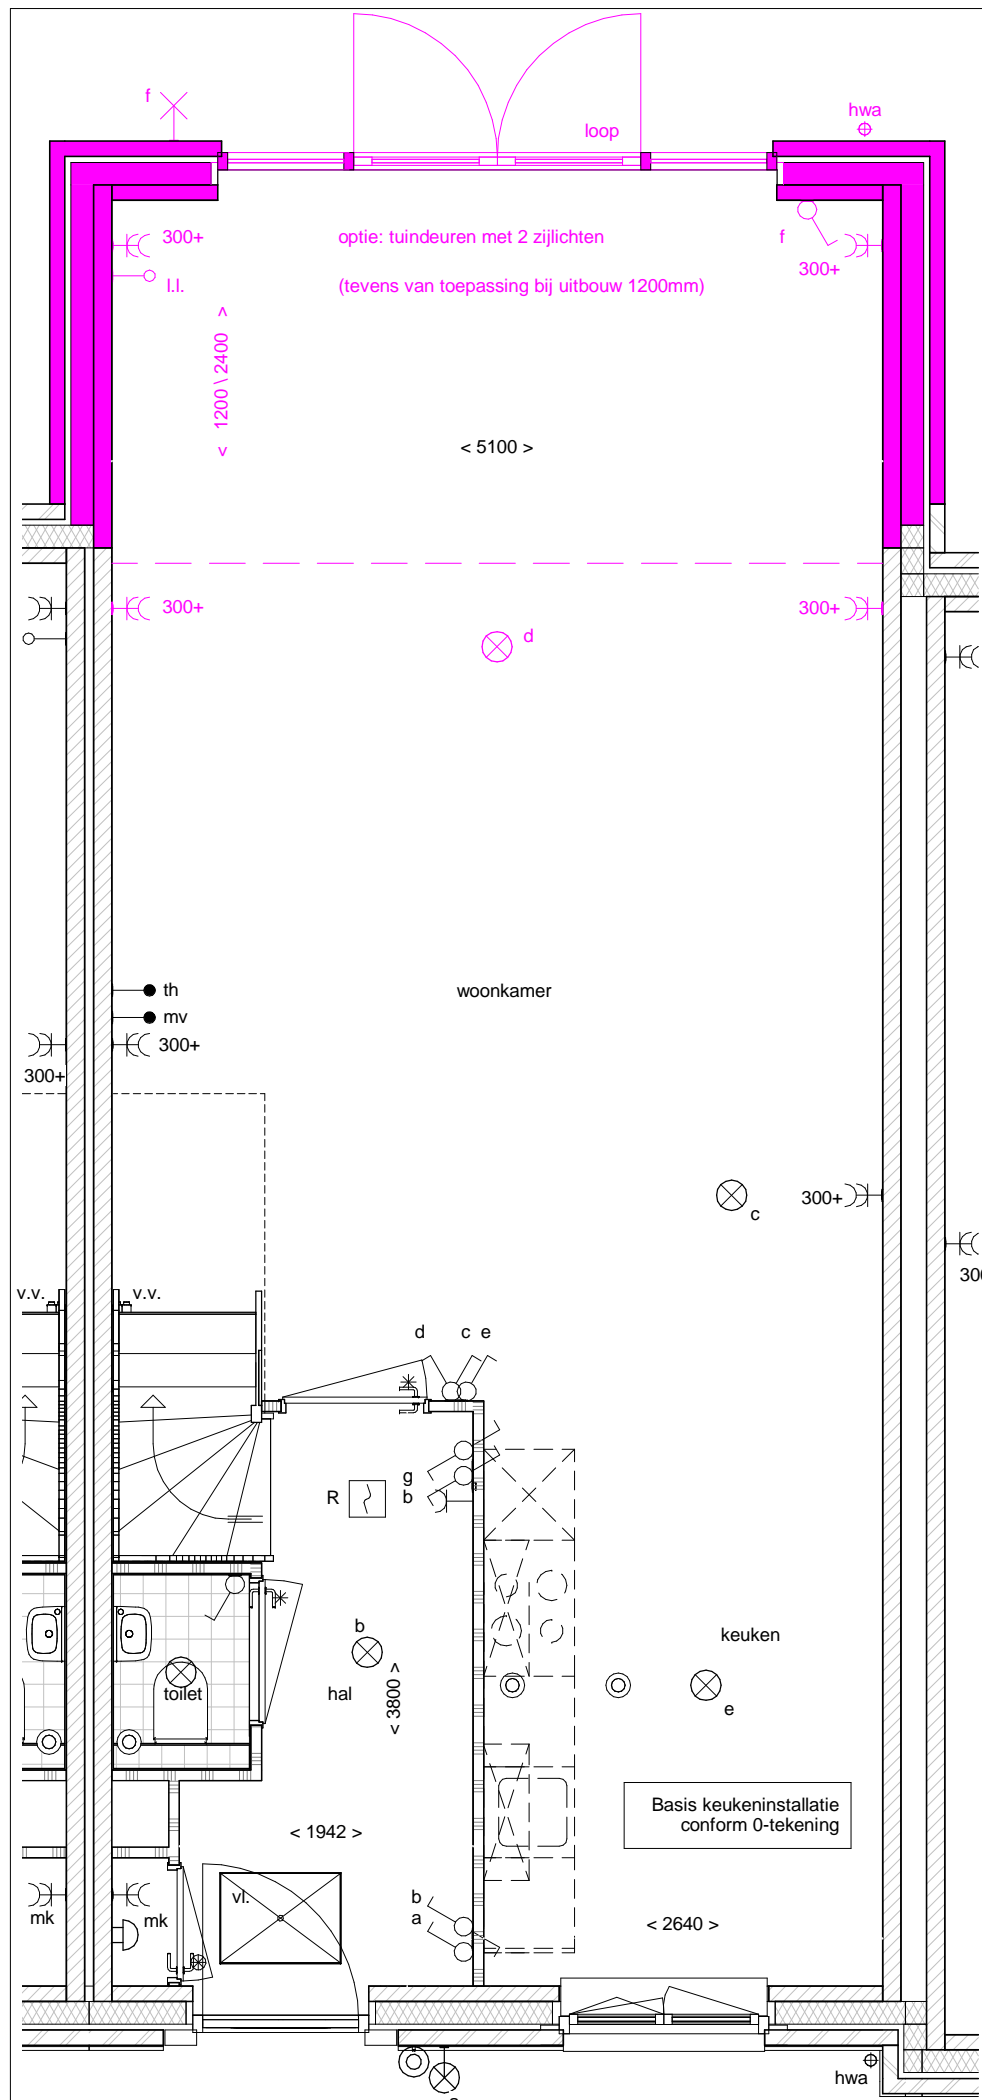 f
hwa
loop
300+
optie: tuindeuren met 2 zijlichten
f
300+
l.l.
(tevens van toepassing bij uitbouw 1200mm)
< 1200 \ 2400 >
< 5100 >
300+
300+
d
th
woonkamer
mv
300+
300+
300+
c
v.v.
v.v.
d
c
e
g
R
b
b
keuken
toilet
hal
< 3800 >
e
Basis keukeninstallatie
conform 0-tekening
< 1942 >
vl.
b
mk
mk
a
< 2640 >
hwa